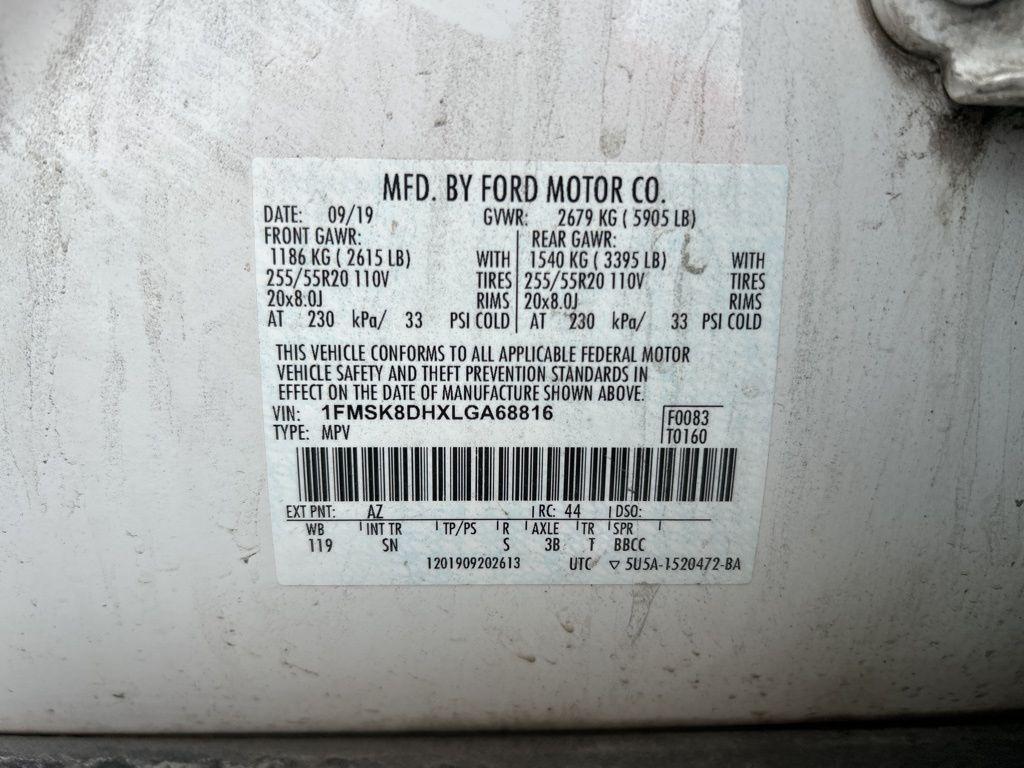 MFD. BY FORD MOTOR CO.
DATE: 09/19 GVWR: 2679 KG ( 5905 LB)
FRONT GAWR: REAR GAWR:
1186 KG ( 2615 LB) WITH 1540 KG ( 3395 LB) WITH
255/55R20 110V TIRES 255/55R20 110V TIRES
20x8.0J RIMS 20x8.0J RIMS
AT 230 kPa/ 33 PSI COLD AT 230 kPa/ 33 PSI COLD
THIS VEHICLE CONFORMS TO ALL APPLICABLE FEDERAL MOTOR
VEHICLE SAFETY AND THEFT PREVENTION STANDARDS IN
EFFECT ON THE DATE OF MANUFACTURE SHOWN ABOVE.
VIN: 1FMSK8DHXLGA68816 F0083
TYPE: MPV T0160
EXT PNT: AZ RC: 44 DSO:
WB INT TR TP/PS R AXLE TR SPR
119 SN S 3B T BBCC
1201909202613 UTC ▽ 5U5A-1520472-BA